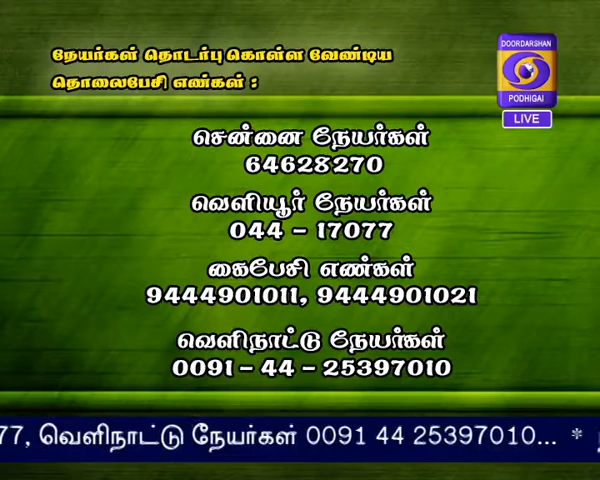 நேயர்கள் தொடர்பு கொள்ள வேண்டிய
தொலைபேசி எண்கள் :
DOORDARSHAN
PODHIGAI
LIVE
சென்னை நேயர்கள்
64628270
வெளியூர் நேயர்கள்
044 – 17077
கைபேசி எண்கள்
9444901011, 9444901021
வெளிநாட்டு நேயர்கள்
0091 – 44 – 25397010
77, வெளிநாட்டு நேயர்கள் 0091 44 25397010... *